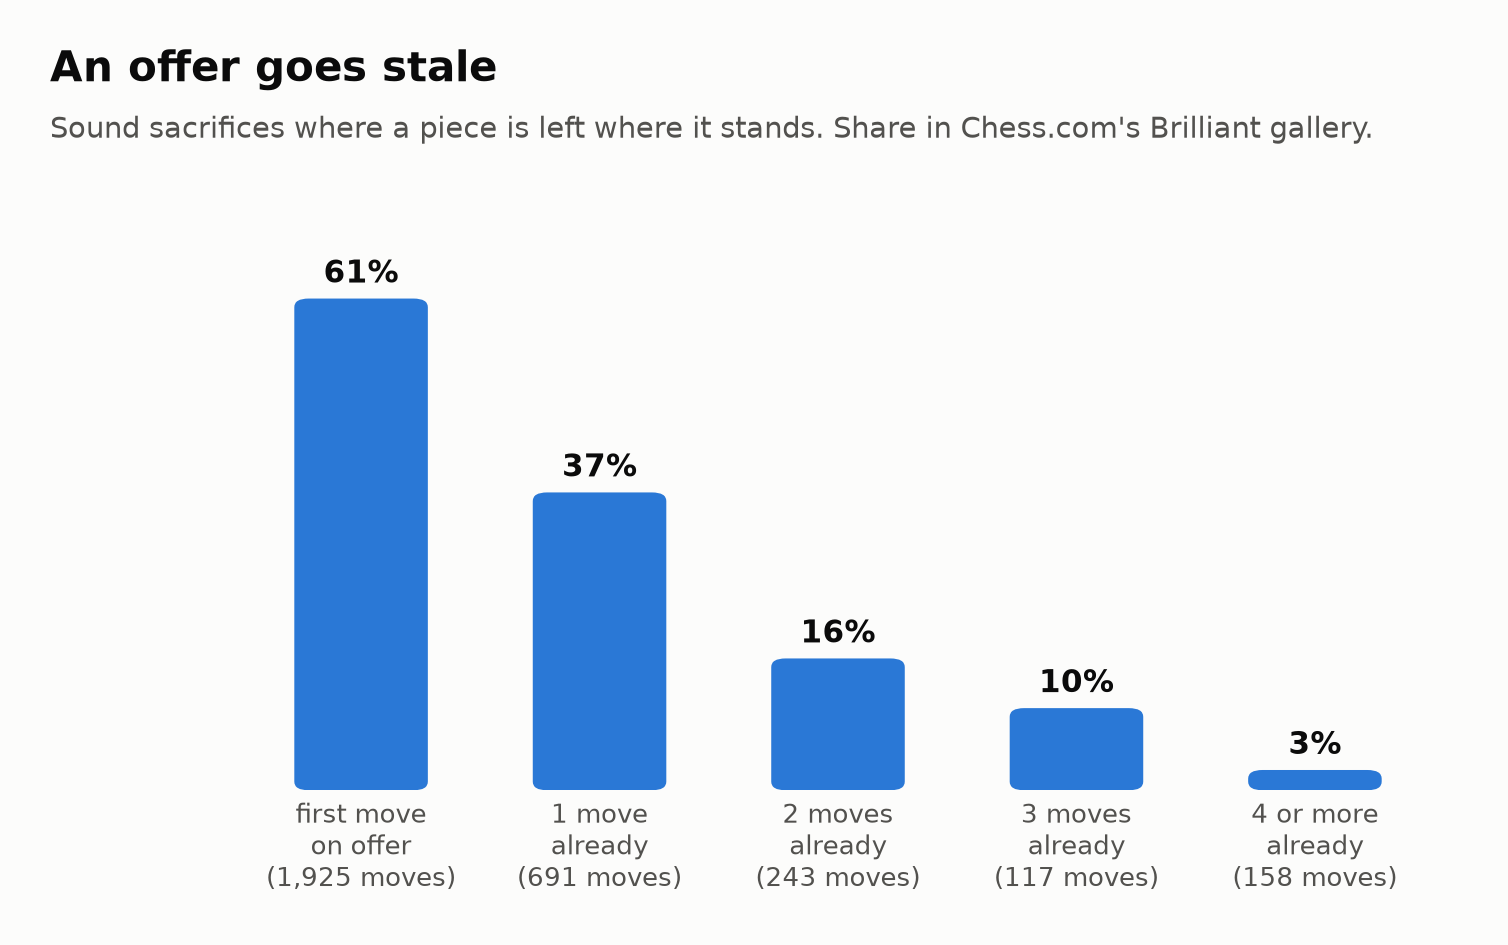 An offer goes stale
Sound sacrifices where a piece is left where it stands. Share in Chess.com's Brilliant gallery.
61%
37%
16%
10%
3%
first move
on offer
(1,925 moves)
1 move
already
(691 moves)
2 moves
already
(243 moves)
3 moves
already
(117 moves)
4 or more
already
(158 moves)